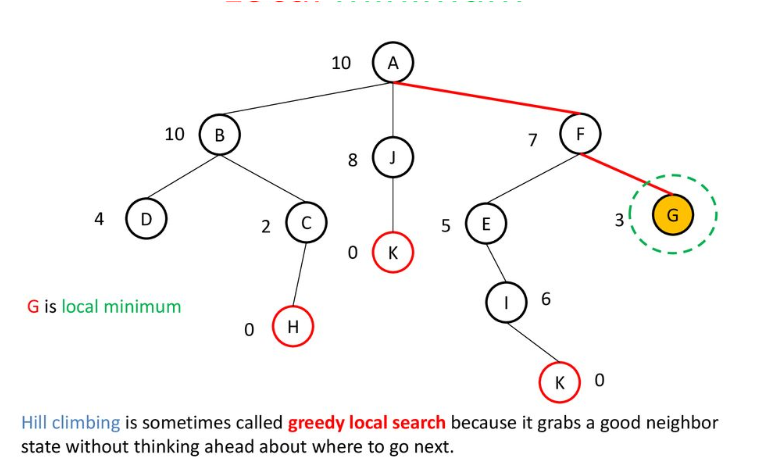 10 A
10 B
8 J
7 F
4 D
2 C
0 K
5 E
3 G
0 H
I 6
K 0
G is local minimum
Hill climbing is sometimes called greedy local search because it grabs a good neighbor
state without thinking ahead about where to go next.